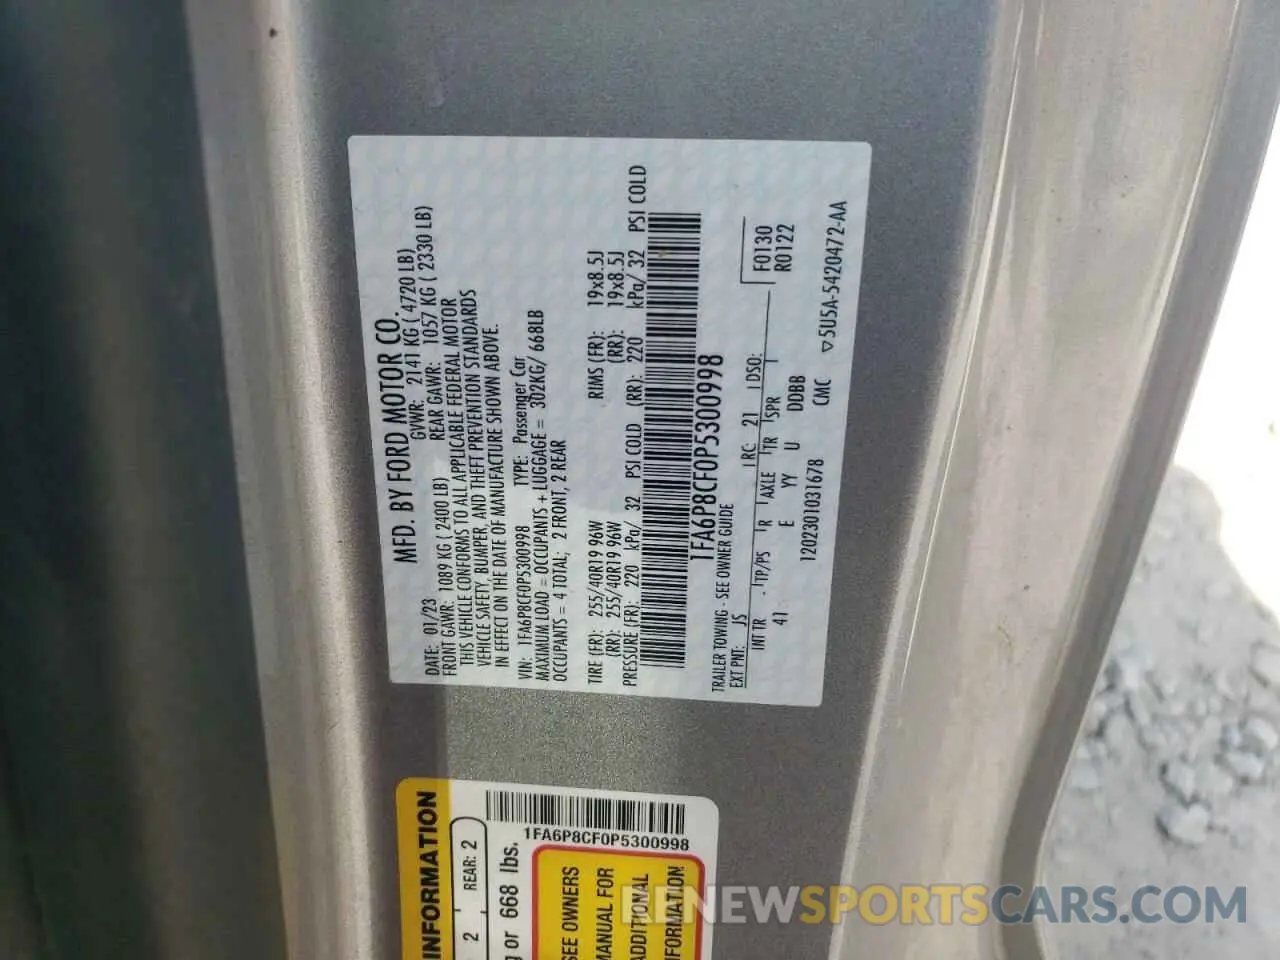 MFD. BY FORD MOTOR CO.
DATE: 01/23 GVWR: 2141 KG ( 4720 LB)
FRONT GAWR: 1089 KG ( 2400 LB) REAR GAWR: 1057 KG ( 2330 LB)
THIS VEHICLE CONFORMS TO ALL APPLICABLE FEDERAL MOTOR
VEHICLE SAFETY, BUMPER, AND THEFT PREVENTION STANDARDS
IN EFFECT ON THE DATE OF MANUFACTURE SHOWN ABOVE.
VIN: 1FA6P8CF0P5300998 TYPE: Passenger Car
MAXIMUM LOAD = OCCUPANTS + LUGGAGE = 302KG/ 668LB
OCCUPANTS = 4 TOTAL; 2 FRONT, 2 REAR
TIRE (FR): 255/40R19 96W RIMS (FR): 19x8.5J
(RR): 255/40R19 96W (RR): 19x8.5J
PRESSURE (FR): 220 kPa/ 32 PSI COLD (RR): 220 kPa/ 32 PSI COLD
1FA6P8CF0P5300998
TRAILER TOWING - SEE OWNER GUIDE
EXT PNT: JS RC: 21 DSO:
INT TR TP/PS R AXLE TR SPR F0130
41 - E YY U DDBB R0122
1202301031678 CMC ▽5U5A-5420472-AA
INFORMATION
2 REAR: 2
or 668 lbs.
1FA6P8CF0P5300998
SEE OWNERS
MANUAL FOR
ADDITIONAL
INFORMATION
RENEWSPORTSCARS.COM